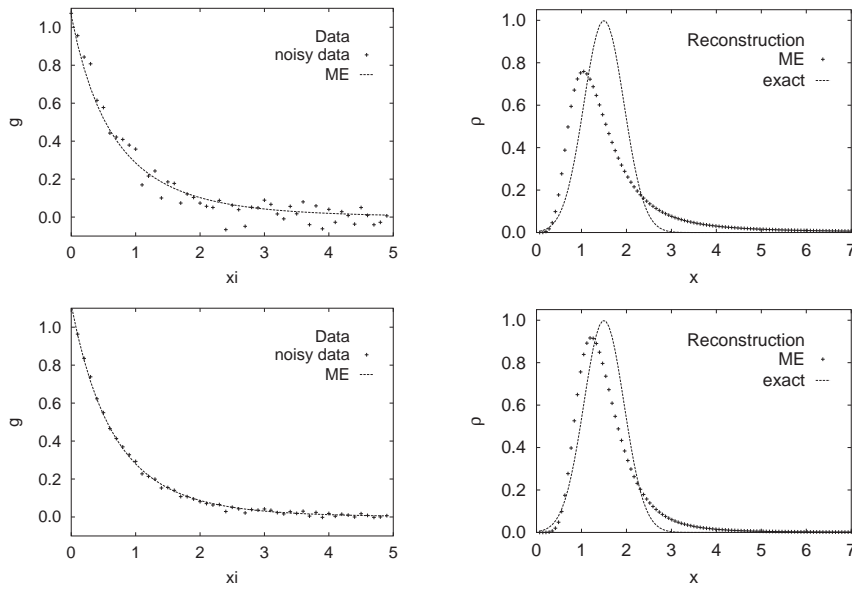 1.0
0.8
0.6
0.4
0.2
0.0
g
Data
noisy data
ME
0 1 2 3 4 5
xi
1.0
0.8
0.6
0.4
0.2
0.0
ρ
Reconstruction
ME
exact
0 1 2 3 4 5 6 7
x
1.0
0.8
0.6
0.4
0.2
0.0
g
Data
noisy data
ME
0 1 2 3 4 5
xi
1.0
0.8
0.6
0.4
0.2
0.0
ρ
Reconstruction
ME
exact
0 1 2 3 4 5 6 7
x